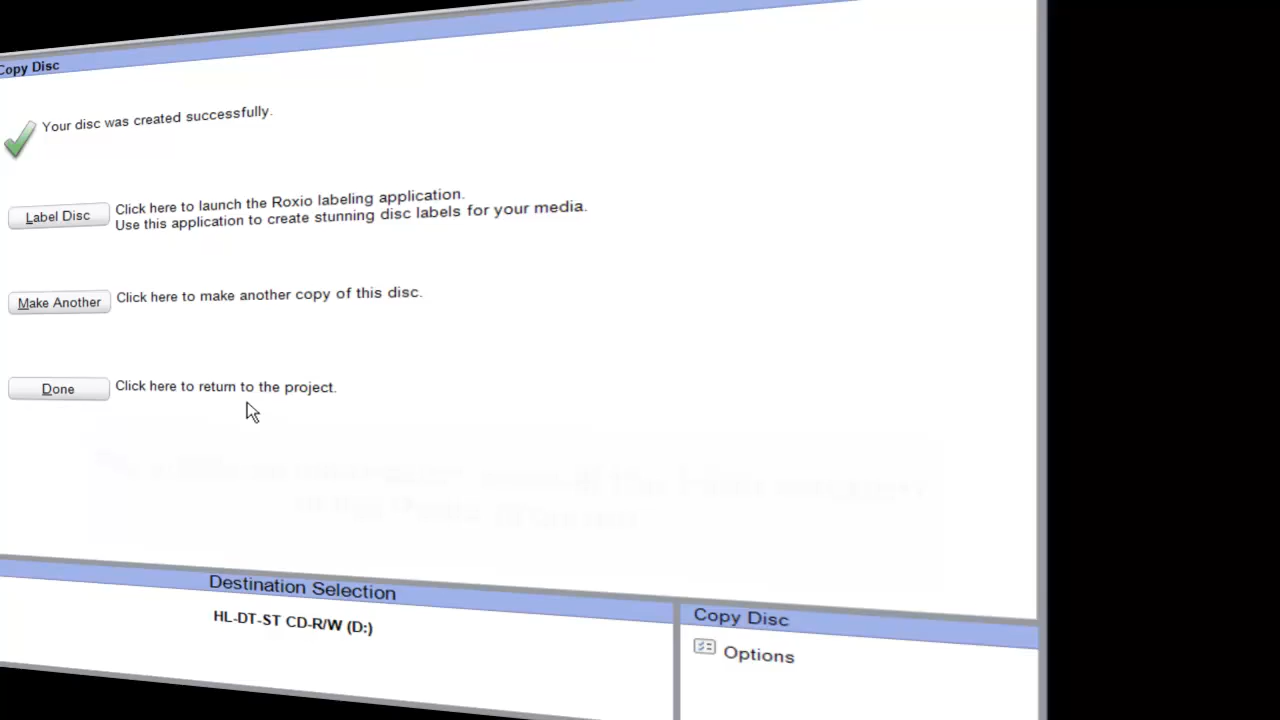 Copy Disc
Your disc was created successfully.
Label Disc
Click here to launch the Roxio labeling application.
Use this application to create stunning disc labels for your media.
Make Another
Click here to make another copy of this disc.
Done
Click here to return to the project.
Destination Selection
HL-DT-ST CD-R/W (D:)
Copy Disc
Options